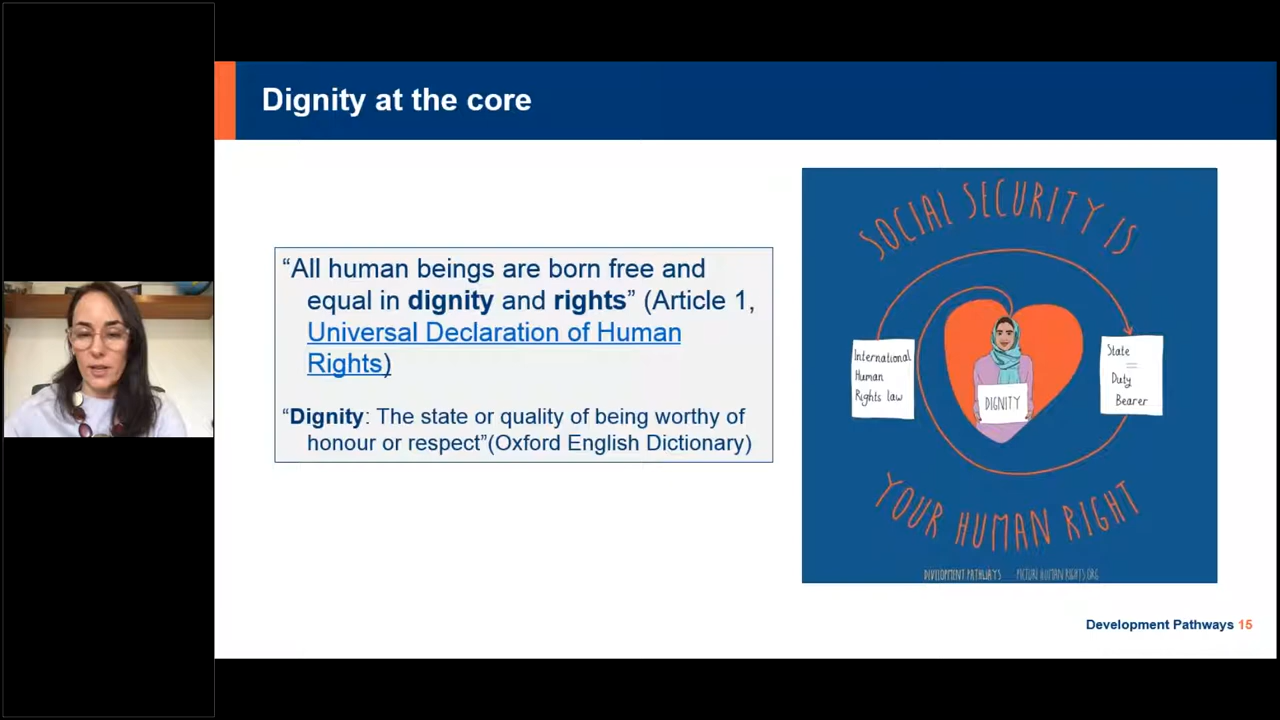 Dignity at the core
“All human beings are born free and
equal in dignity and rights” (Article 1,
Universal Declaration of Human
Rights)
“Dignity: The state or quality of being worthy of
honour or respect”(Oxford English Dictionary)
SOCIAL SECURITY IS
International
Human
Rights law
DIGNITY
State
=
Duty
Bearer
YOUR HUMAN RIGHT
DEVELOPMENT PATHWAYS PICTUREHUMANRIGHTS.ORG
Development Pathways 15